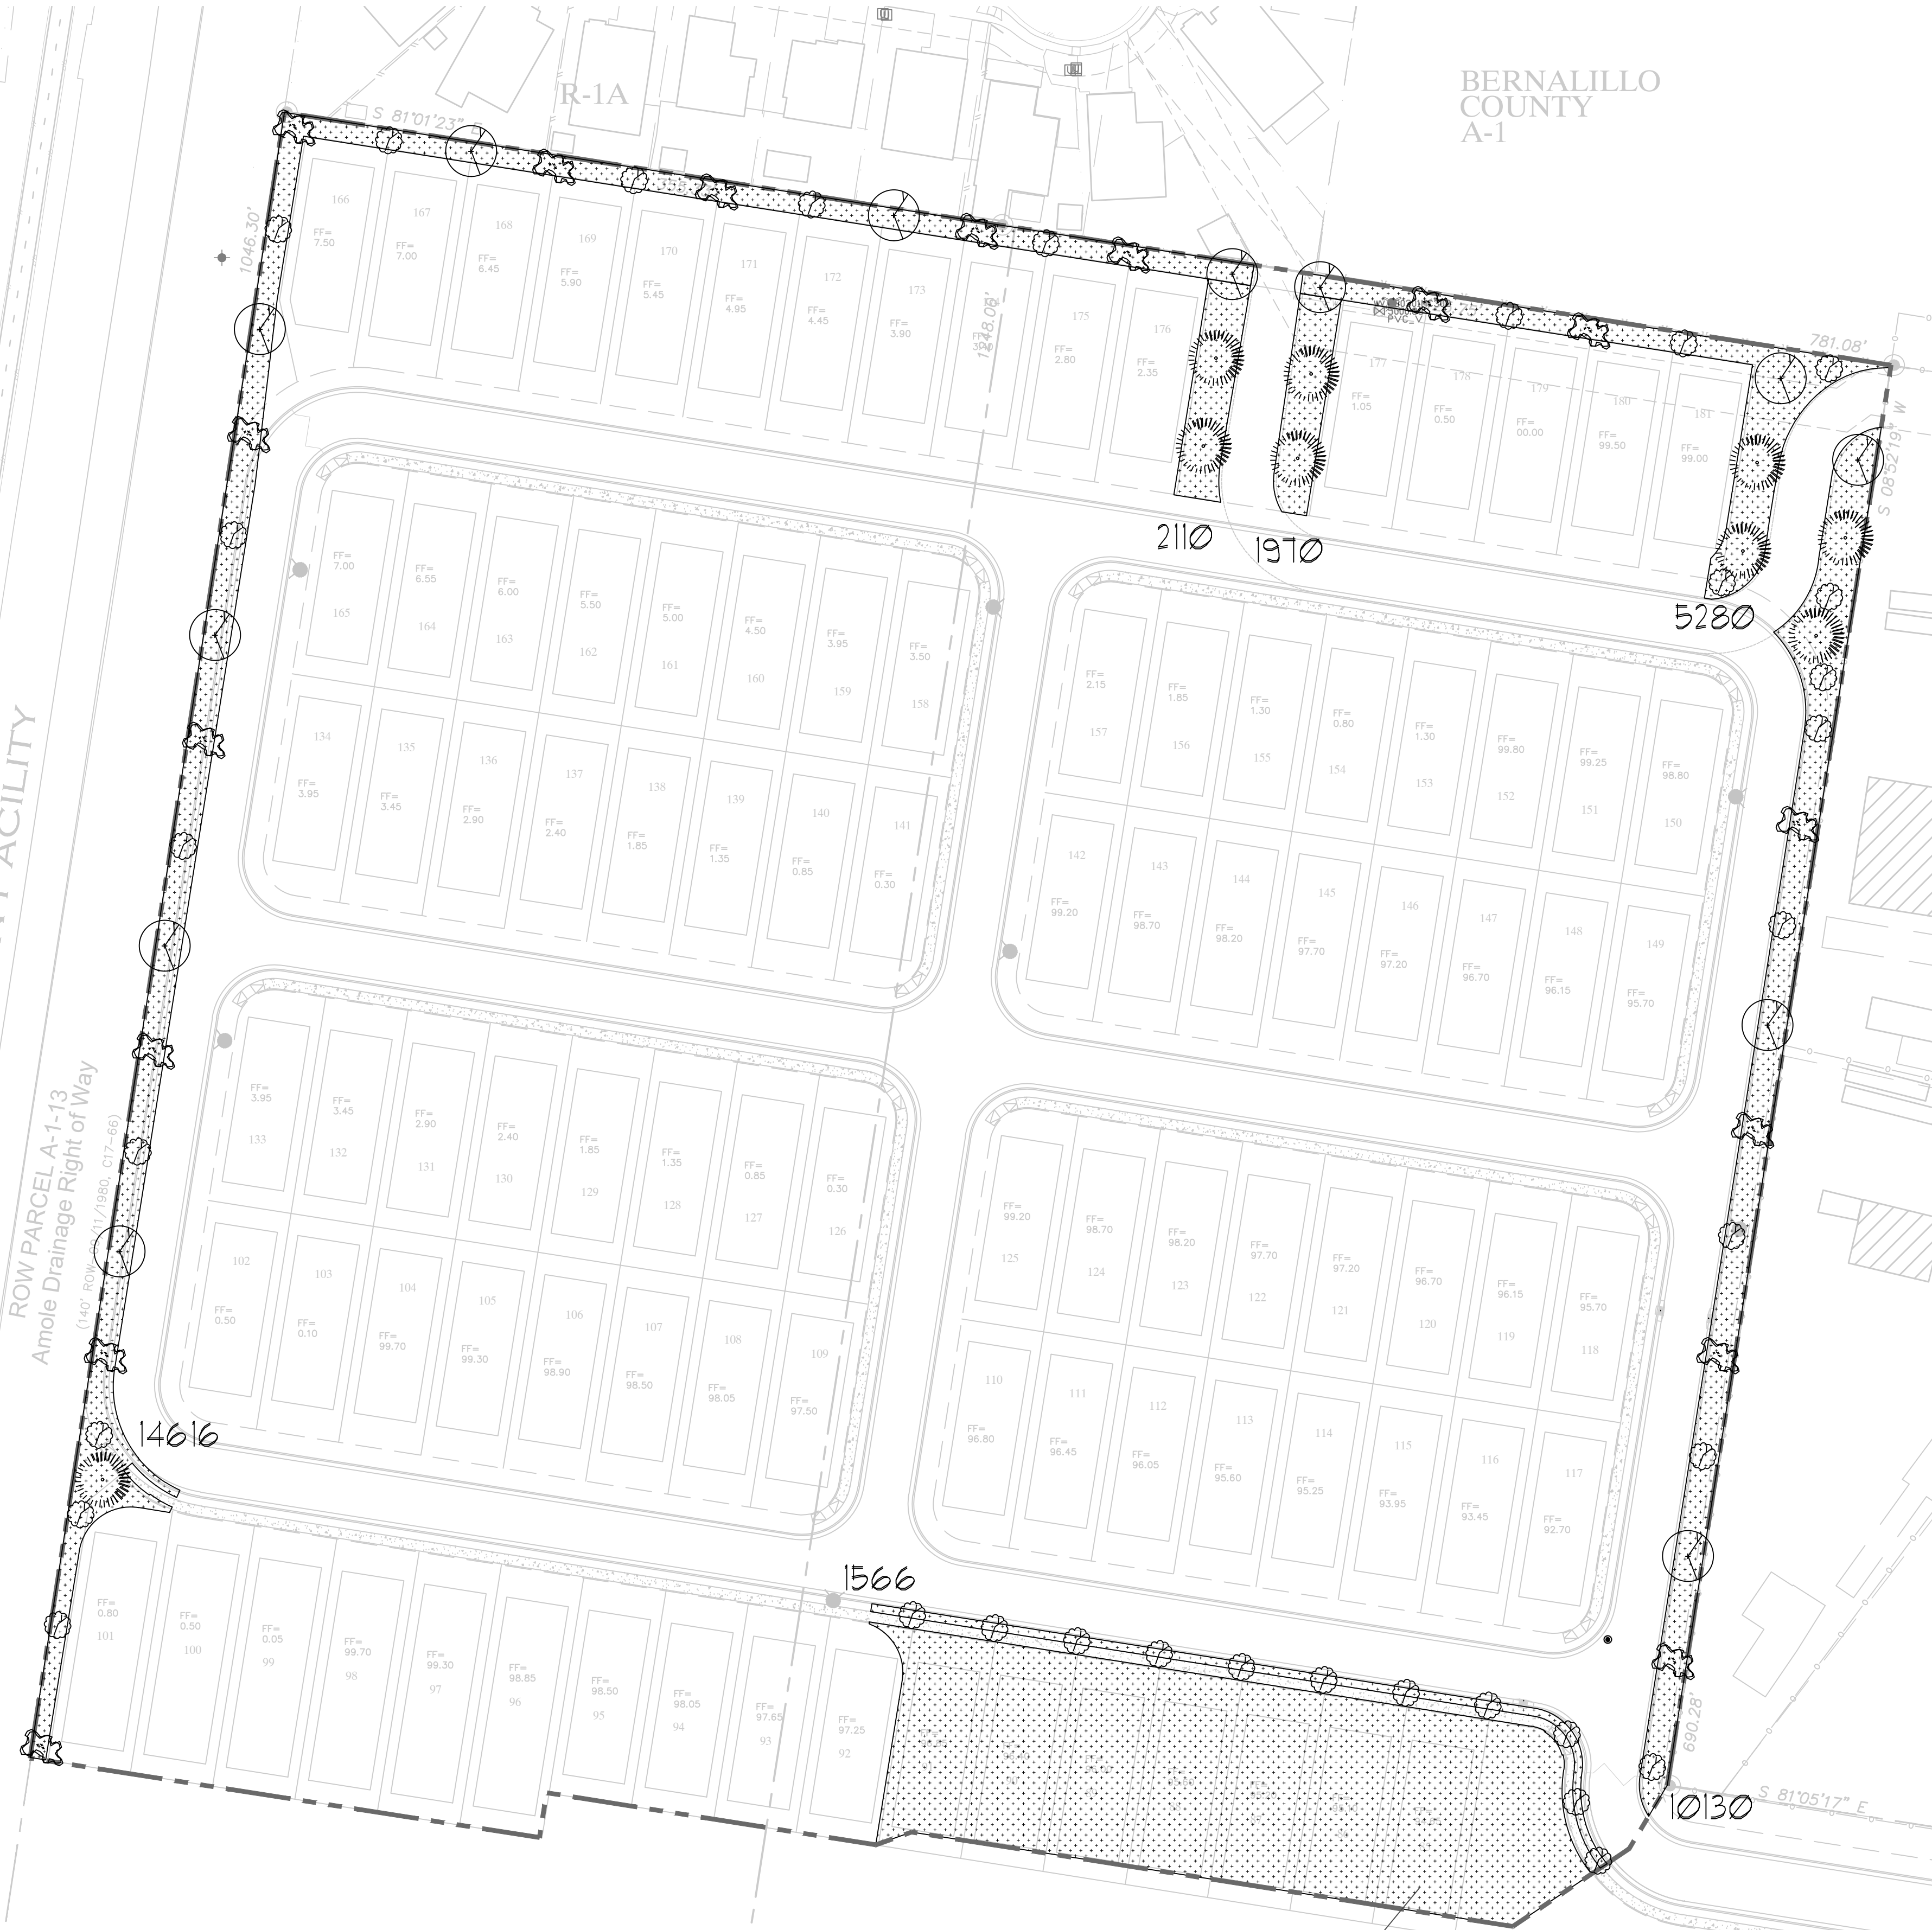 R-1A
BERNALILLO
COUNTY
A-1
S 81°01'23" E
1046.30'
1248.09'
781.08'
S 08°52'19" W
PVC_V
166
FF=
7.50
167
FF=
7.00
168
FF=
6.45
169
FF=
5.90
170
FF=
5.45
171
FF=
4.95
172
FF=
4.45
173
FF=
3.90
175
FF=
2.80
176
FF=
2.35
177
FF=
1.05
178
FF=
0.50
179
FF=
00.00
180
FF=
99.50
181
FF=
99.00
2110
1970
5280
FF=
7.00
165
FF=
6.55
164
FF=
6.00
163
FF=
5.50
162
FF=
5.00
161
FF=
4.50
160
FF=
3.95
159
FF=
3.50
158
134
FF=
3.95
135
FF=
3.45
136
FF=
2.90
137
FF=
2.40
138
FF=
1.85
139
FF=
1.35
140
FF=
0.85
141
FF=
0.30
FF=
2.15
157
FF=
1.85
156
FF=
1.30
155
FF=
0.80
154
FF=
1.30
153
FF=
99.80
152
FF=
99.25
151
FF=
98.80
150
142
FF=
99.20
143
FF=
98.70
144
FF=
98.20
145
FF=
97.70
146
FF=
97.20
147
FF=
96.70
148
FF=
96.15
149
FF=
95.70
ACILITY
ROW PARCEL A-1-13
Amole Drainage Right of Way
FF=
3.95
133
FF=
3.45
132
FF=
2.90
131
FF=
2.40
130
FF=
1.85
129
FF=
1.35
128
FF=
0.85
127
FF=
0.30
126
102
FF=
0.50
103
FF=
0.10
104
FF=
99.70
105
FF=
99.30
106
FF=
98.90
107
FF=
98.50
108
FF=
98.05
109
FF=
97.50
FF=
99.20
125
FF=
98.70
124
FF=
98.20
123
FF=
97.70
122
FF=
97.20
121
FF=
96.70
120
FF=
96.15
119
FF=
95.70
118
110
FF=
96.80
111
FF=
96.45
112
FF=
96.05
113
FF=
95.60
114
FF=
95.25
115
FF=
93.95
116
FF=
93.45
117
FF=
92.70
14616
1566
FF=
0.80
101
FF=
0.50
100
FF=
0.05
99
FF=
99.70
98
FF=
99.30
97
FF=
98.85
96
FF=
98.50
95
FF=
98.05
94
FF=
97.65
93
FF=
97.25
92
690.28'
10130
S 81°05'17" E